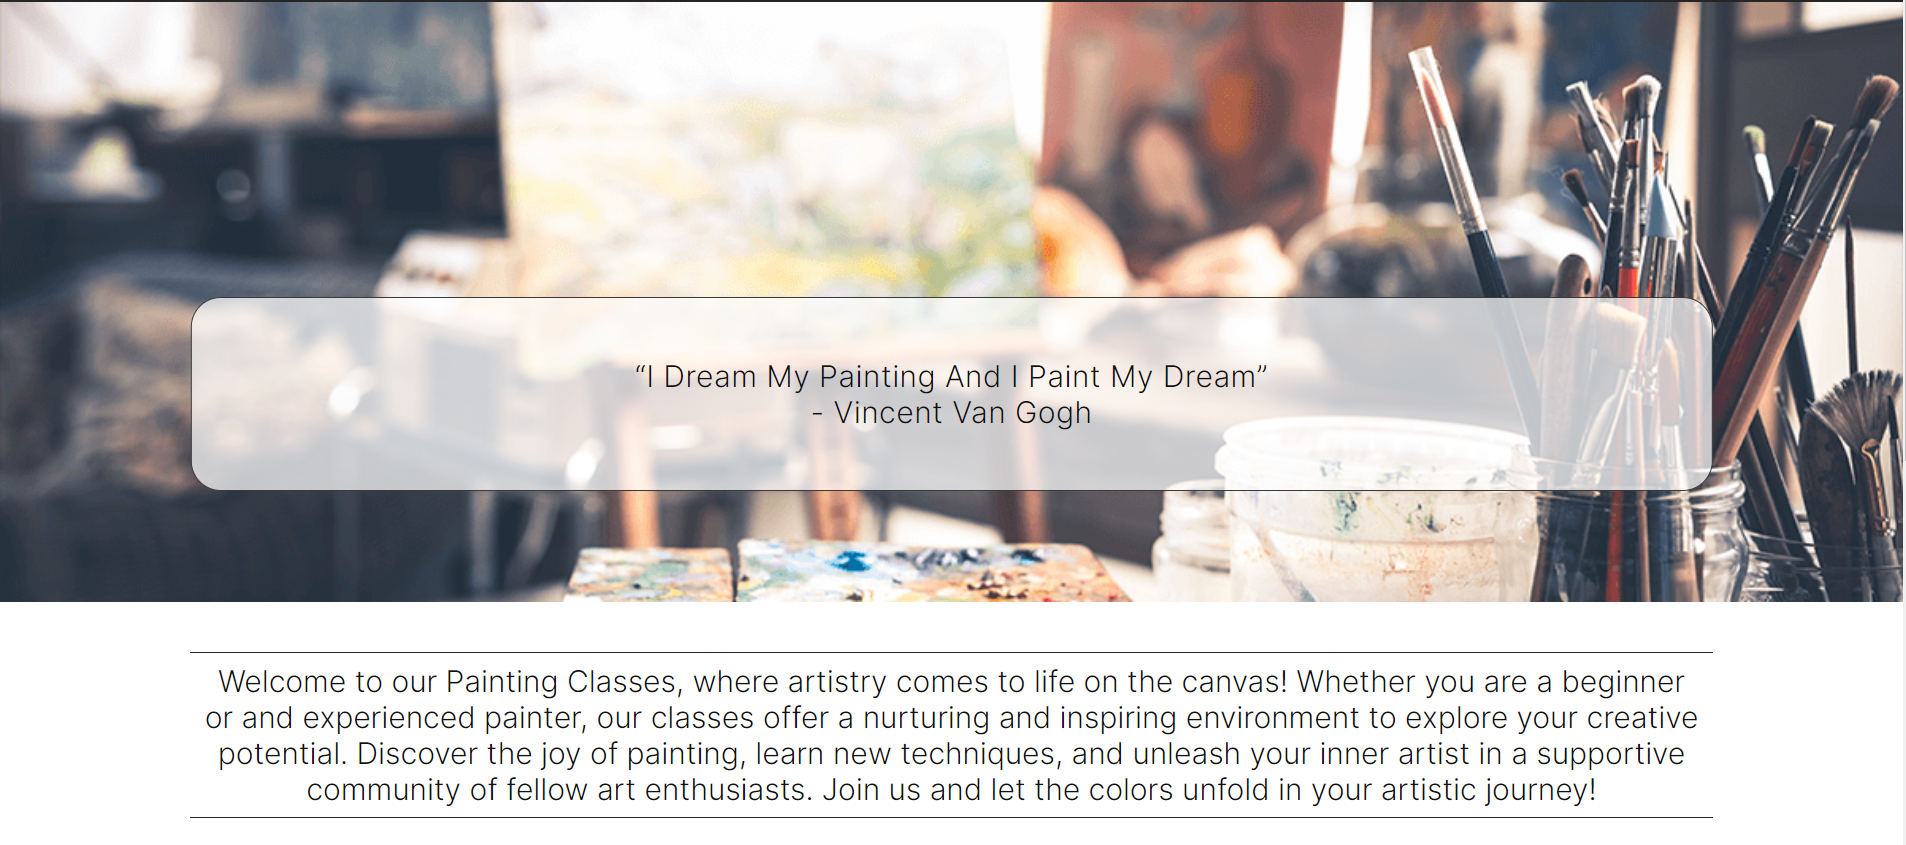 “I Dream My Painting And I Paint My Dream”
- Vincent Van Gogh
Welcome to our Painting Classes, where artistry comes to life on the canvas! Whether you are a beginner
or and experienced painter, our classes offer a nurturing and inspiring environment to explore your creative
potential. Discover the joy of painting, learn new techniques, and unleash your inner artist in a supportive
community of fellow art enthusiasts. Join us and let the colors unfold in your artistic journey!